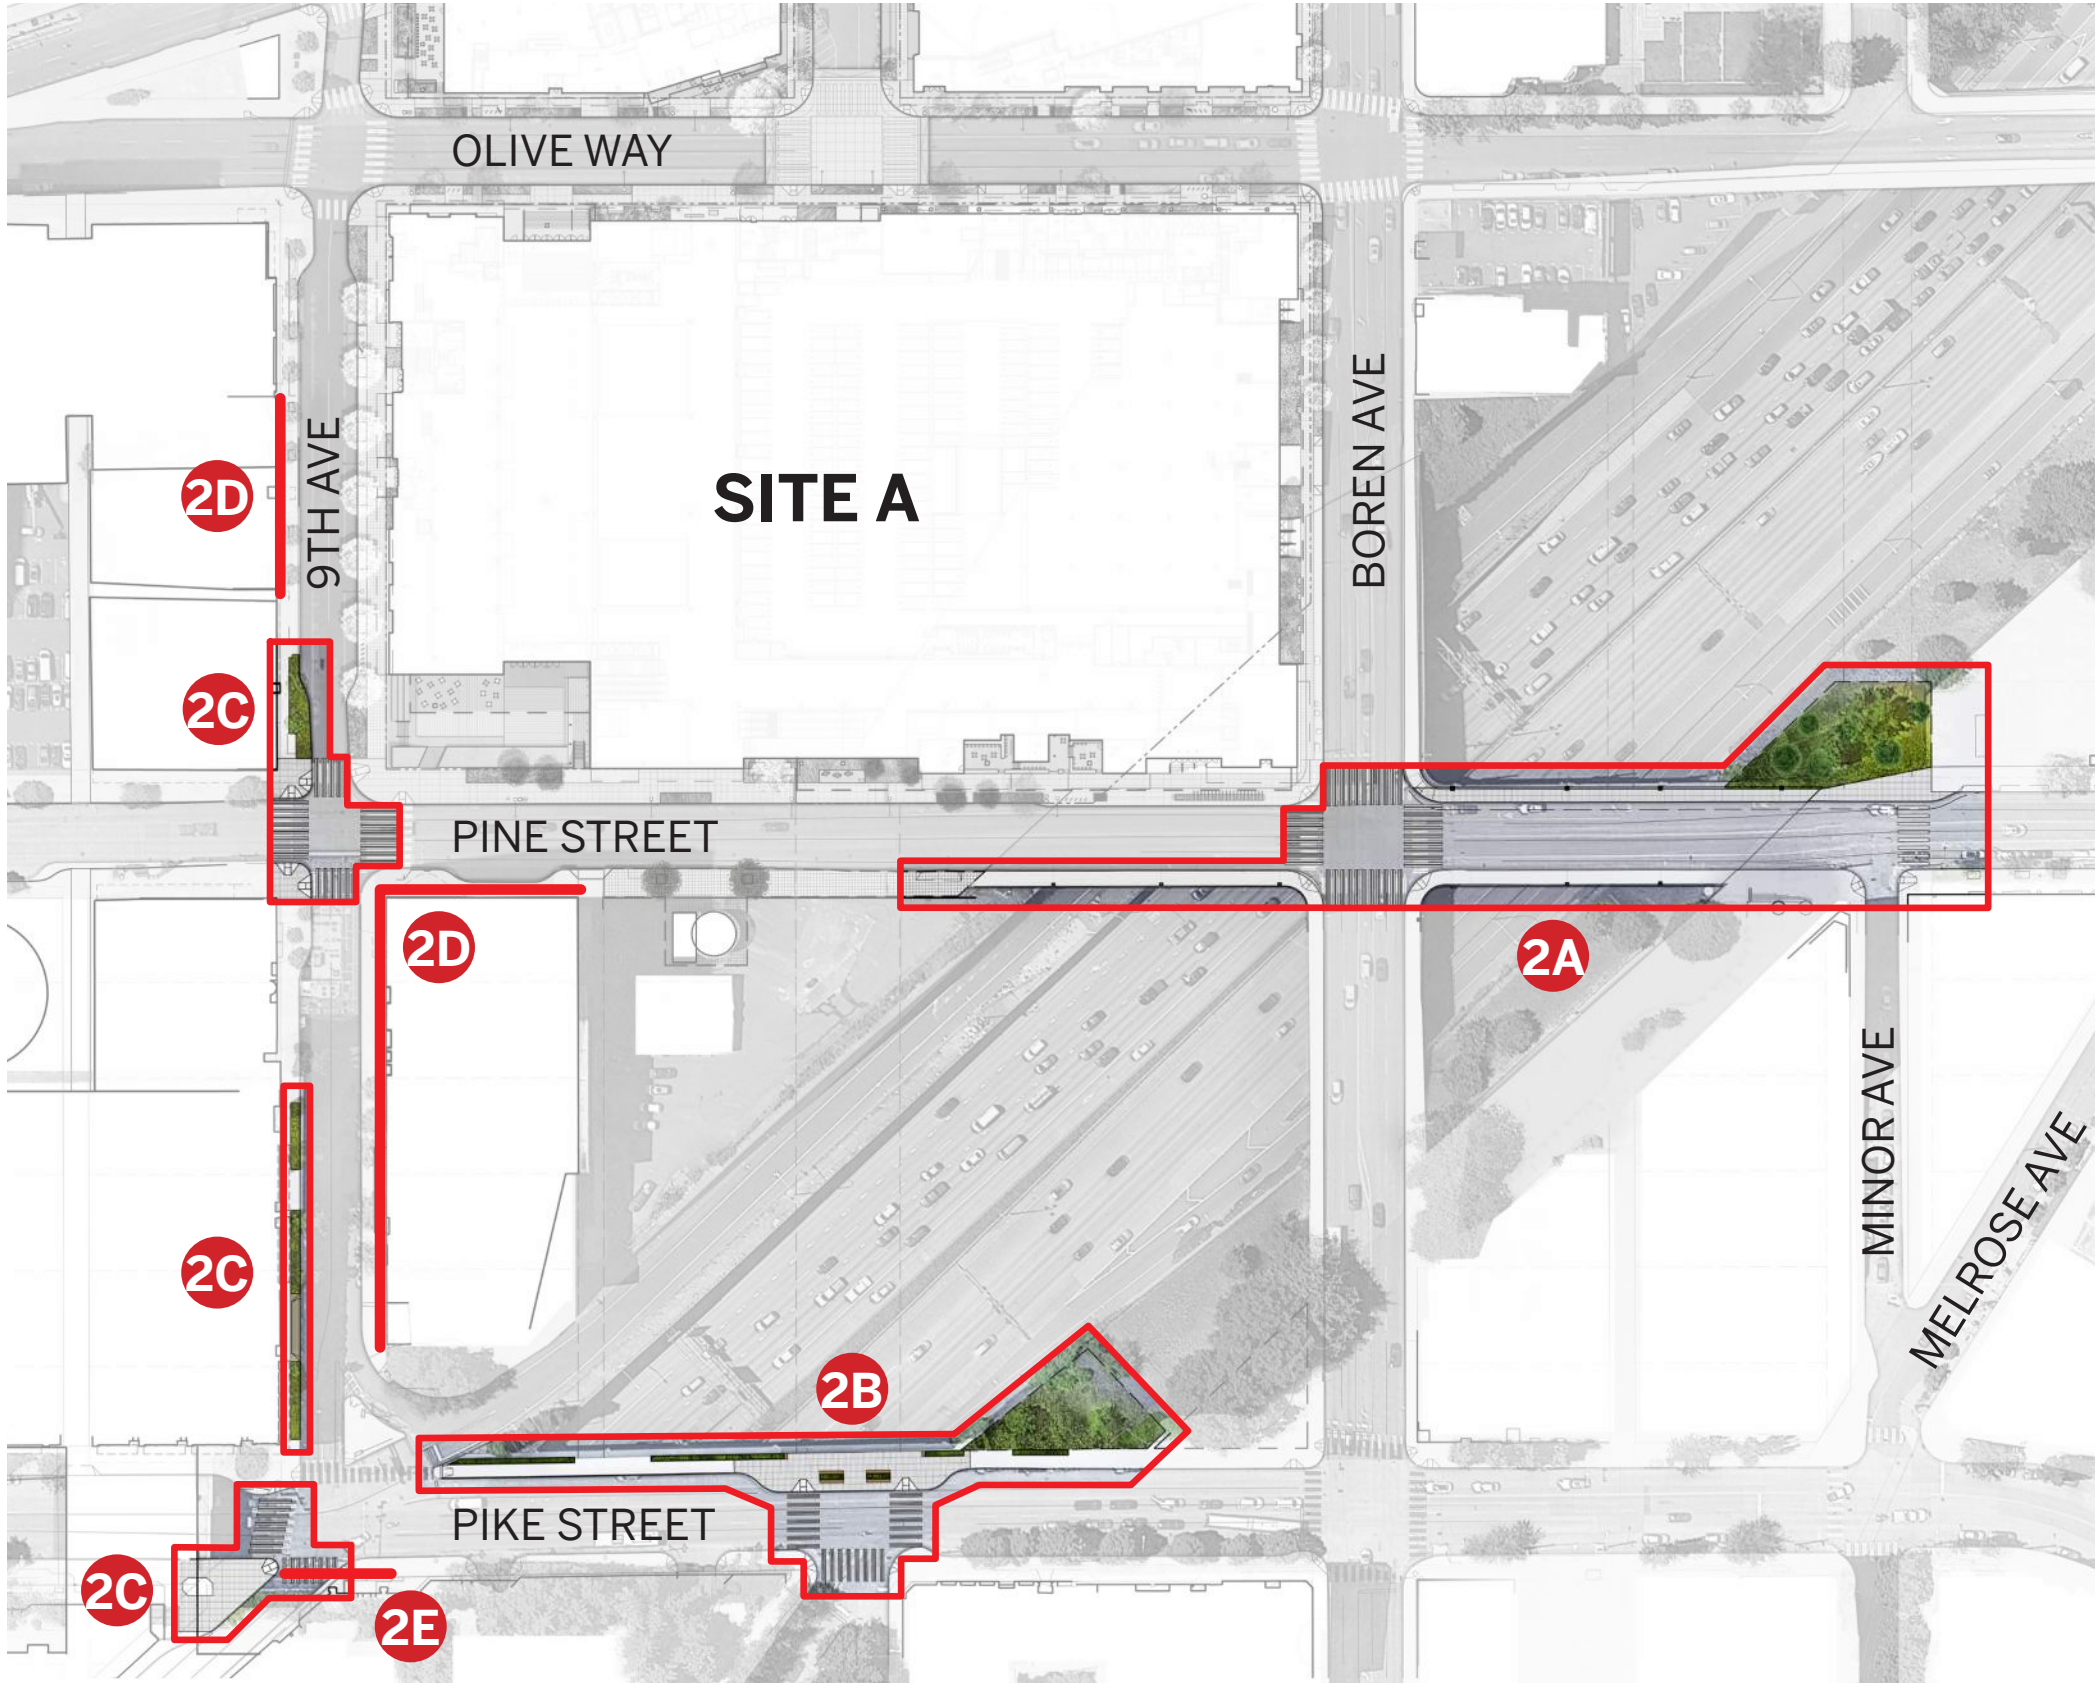 OLIVE WAY
SITE A
9TH AVE
BOREN AVE
2D
2C
PINE STREET
2D
2A
MINOR AVE
MELROSE AVE
2C
2B
PIKE STREET
2C
2E